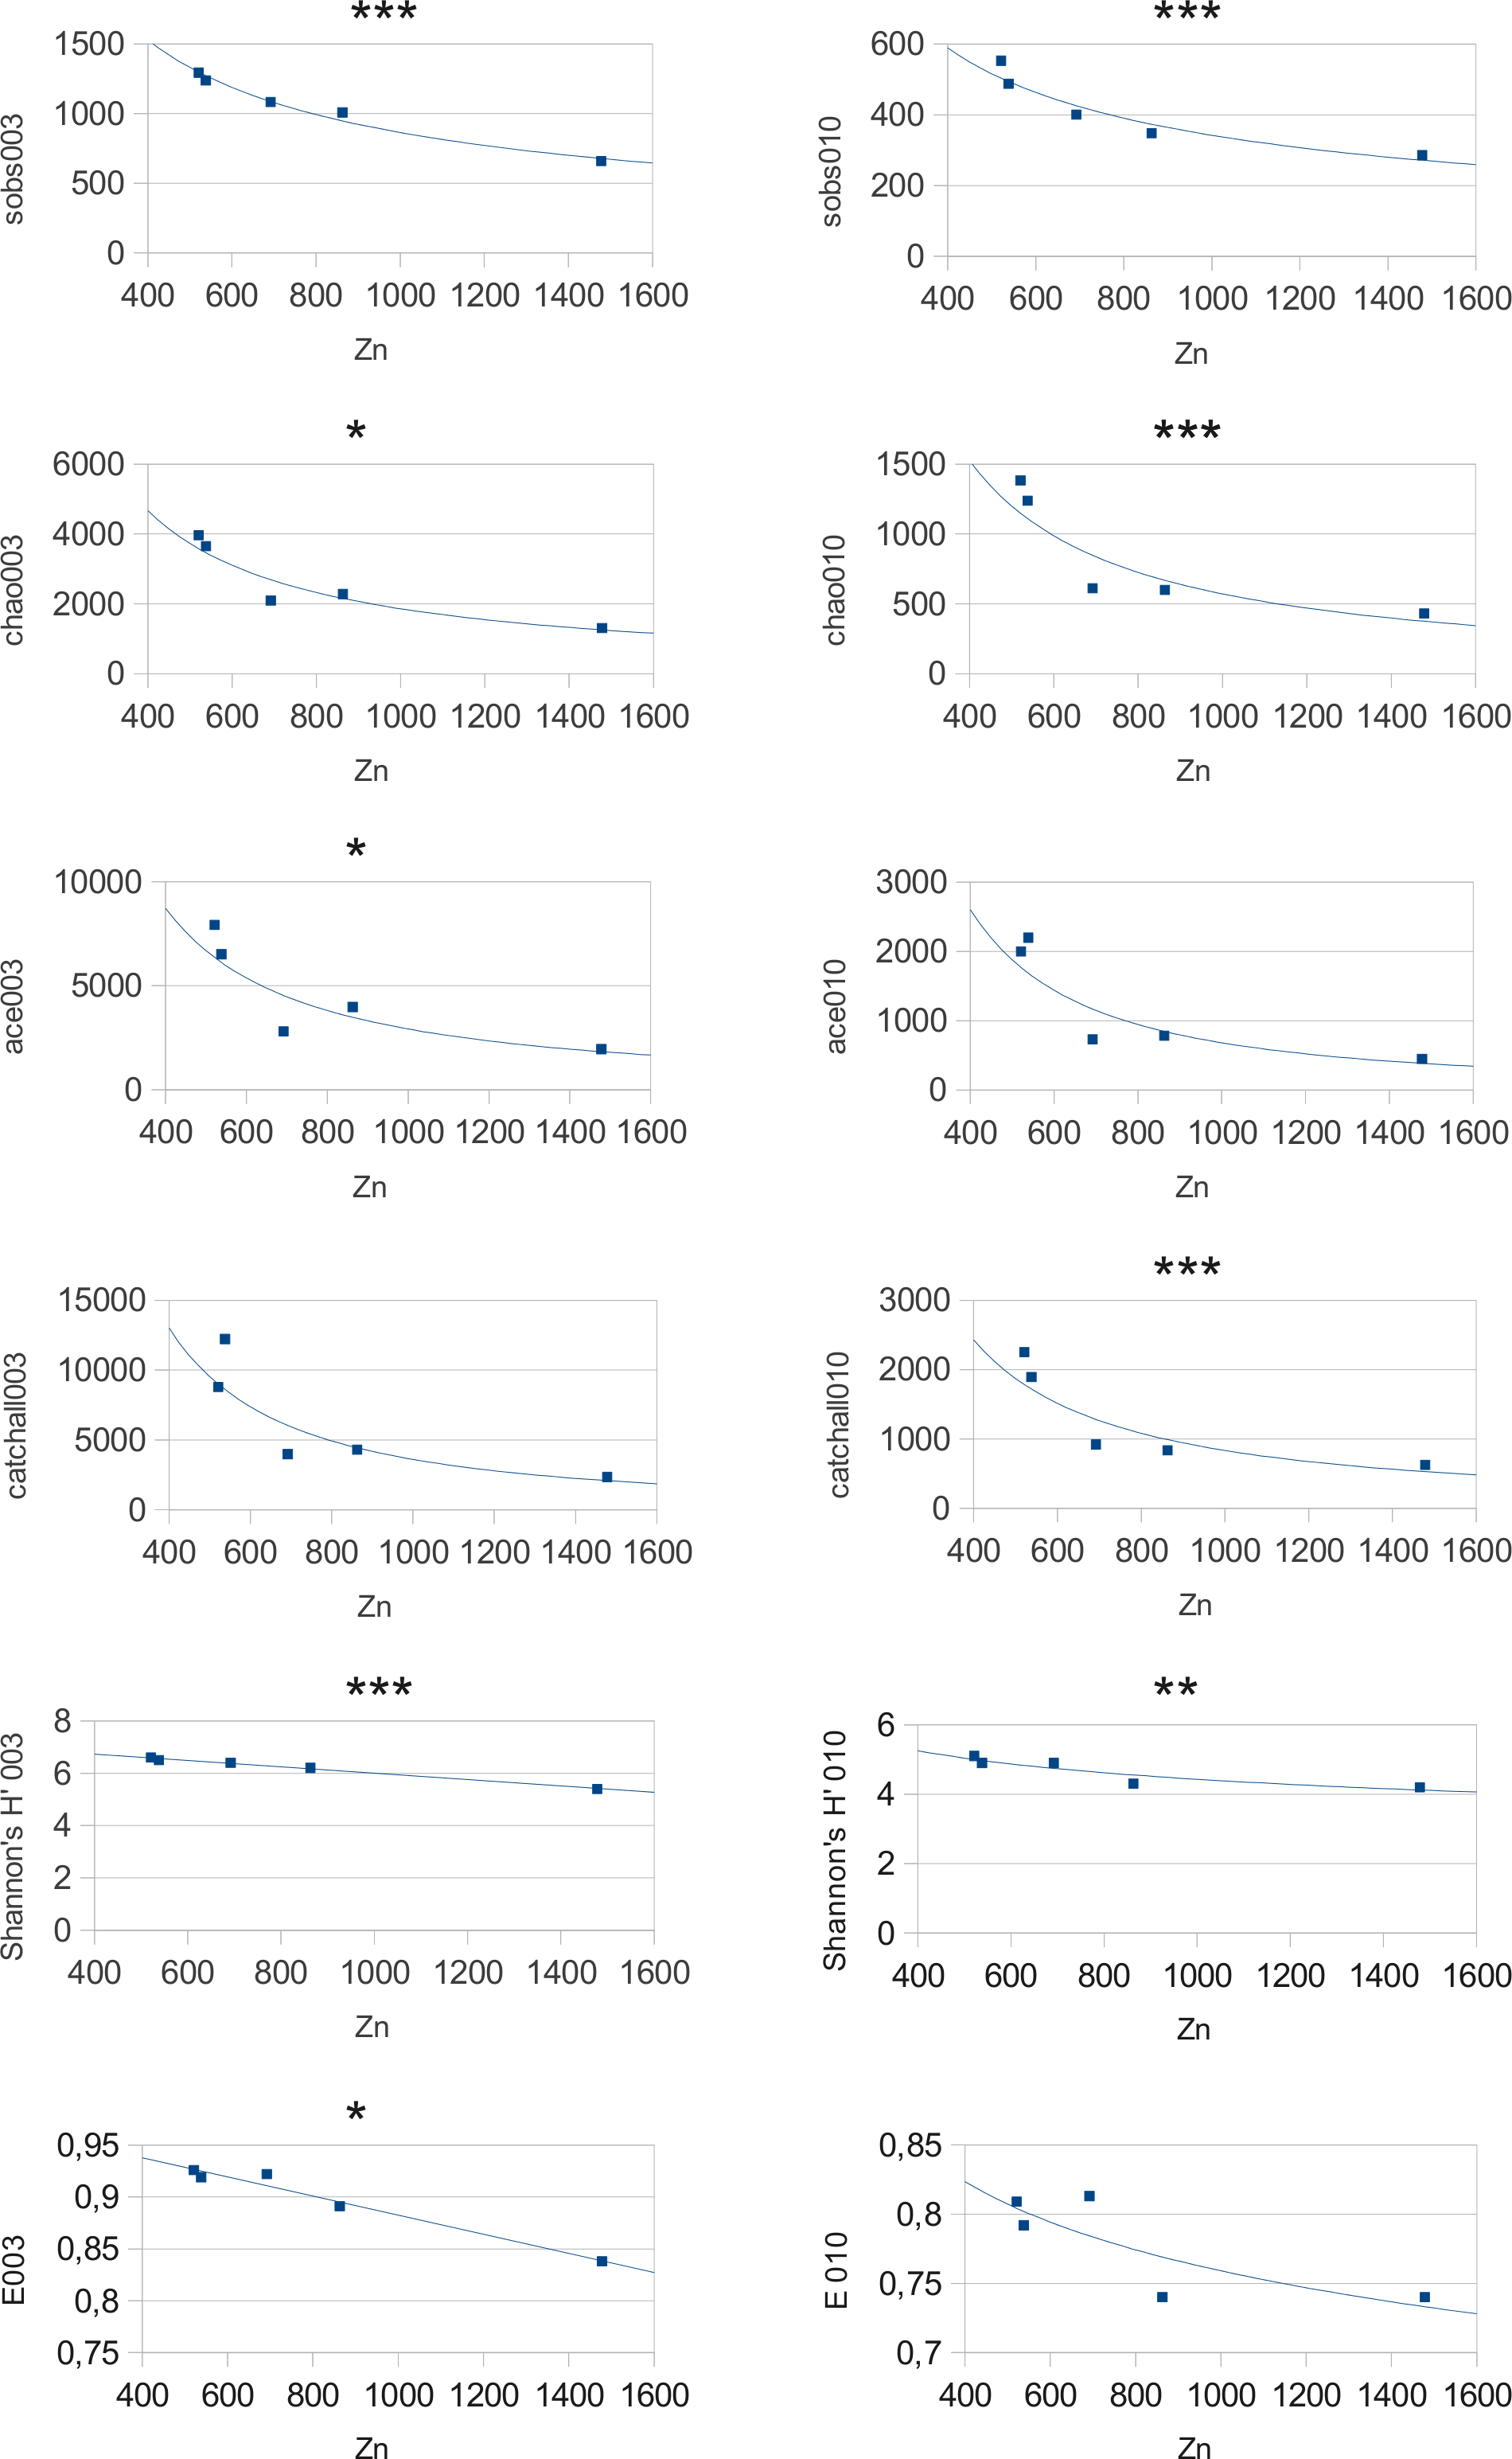 *** ***
1500 600
1000 400
500 200
0 0
sobs003 sobs010
400 600 800 1000 1200 1400 1600 400 600 800 1000 1200 1400 1600
Zn Zn
* ***
6000 1500
4000 1000
2000 500
0 0
chao003 chao010
400 600 800 1000 1200 1400 1600 400 600 800 1000 1200 1400 1600
Zn Zn
*
10000 3000
5000 2000
0 1000
0
ace003 ace010
400 600 800 1000 1200 1400 1600 400 600 800 1000 1200 1400 1600
Zn Zn
***
15000 3000
10000 2000
5000 1000
0 0
catchall003 catchall010
400 600 800 1000 1200 1400 1600 400 600 800 1000 1200 1400 1600
Zn Zn
*** **
8 6
6 4
4 2
2 0
0
Shannon's H' 003 Shannon's H' 010
400 600 800 1000 1200 1400 1600 400 600 800 1000 1200 1400 1600
Zn Zn
*
0,95 0,85
0,9 0,8
0,85 0,75
0,8 0,7
0,75
E003 E 010
400 600 800 1000 1200 1400 1600 400 600 800 1000 1200 1400 1600
Zn Zn